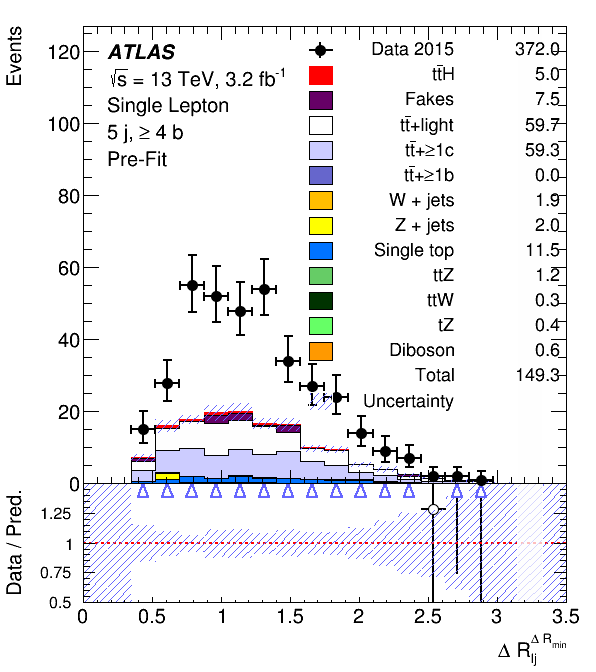 Events
120
100
80
60
40
20
0
ATLAS
√s = 13 TeV, 3.2 fb⁻¹
Single Lepton
5 j, ≥ 4 b
Pre-Fit
Data 2015 372.0
tt̄H 5.0
Fakes 7.5
tt̄+light 59.7
tt̄+≥1c 59.3
tt̄+≥1b 0.0
W + jets 1.9
Z + jets 2.0
Single top 11.5
ttZ 1.2
ttW 0.3
tZ 0.4
Diboson 0.6
Total 149.3
Uncertainty
Data / Pred.
1.25
1
0.75
0.5
0 0.5 1 1.5 2 2.5 3 3.5
Δ R_lj^Δ R_min